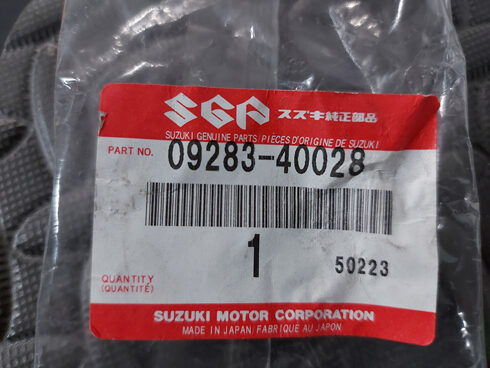 SGP スズキ純正部品
SUZUKI GENUINE PARTS/PIÈCES D'ORIGINE DE SUZUKI
PART NO. 09283-40028
1 50223
QUANTITY
(QUANTITÉ)
SUZUKI MOTOR CORPORATION
MADE IN JAPAN/FABRIQUÉ AU JAPON